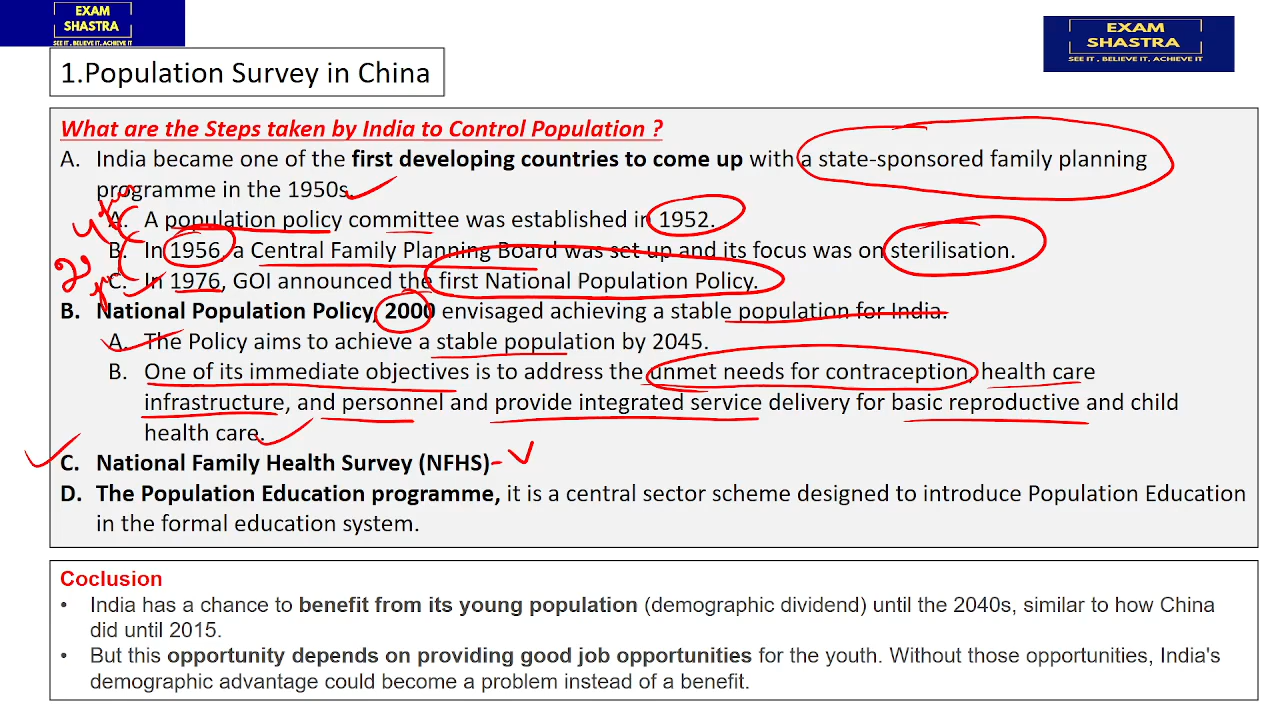 EXAM
SHASTRA
SEE IT , BELIEVE IT, ACHIEVE IT
EXAM
SHASTRA
SEE IT , BELIEVE IT, ACHIEVE IT
1.Population Survey in China
What are the Steps taken by India to Control Population ?
A. India became one of the first developing countries to come up with a state-sponsored family planning
programme in the 1950s.
A. A population policy committee was established in 1952.
B. In 1956, a Central Family Planning Board was set up and its focus was on sterilisation.
C. In 1976, GOI announced the first National Population Policy.
B. National Population Policy, 2000 envisaged achieving a stable population for India.
A. The Policy aims to achieve a stable population by 2045.
B. One of its immediate objectives is to address the unmet needs for contraception, health care
infrastructure, and personnel and provide integrated service delivery for basic reproductive and child
health care.
C. National Family Health Survey (NFHS)
D. The Population Education programme, it is a central sector scheme designed to introduce Population Education
in the formal education system.
Coclusion
• India has a chance to benefit from its young population (demographic dividend) until the 2040s, similar to how China
did until 2015.
• But this opportunity depends on providing good job opportunities for the youth. Without those opportunities, India's
demographic advantage could become a problem instead of a benefit.